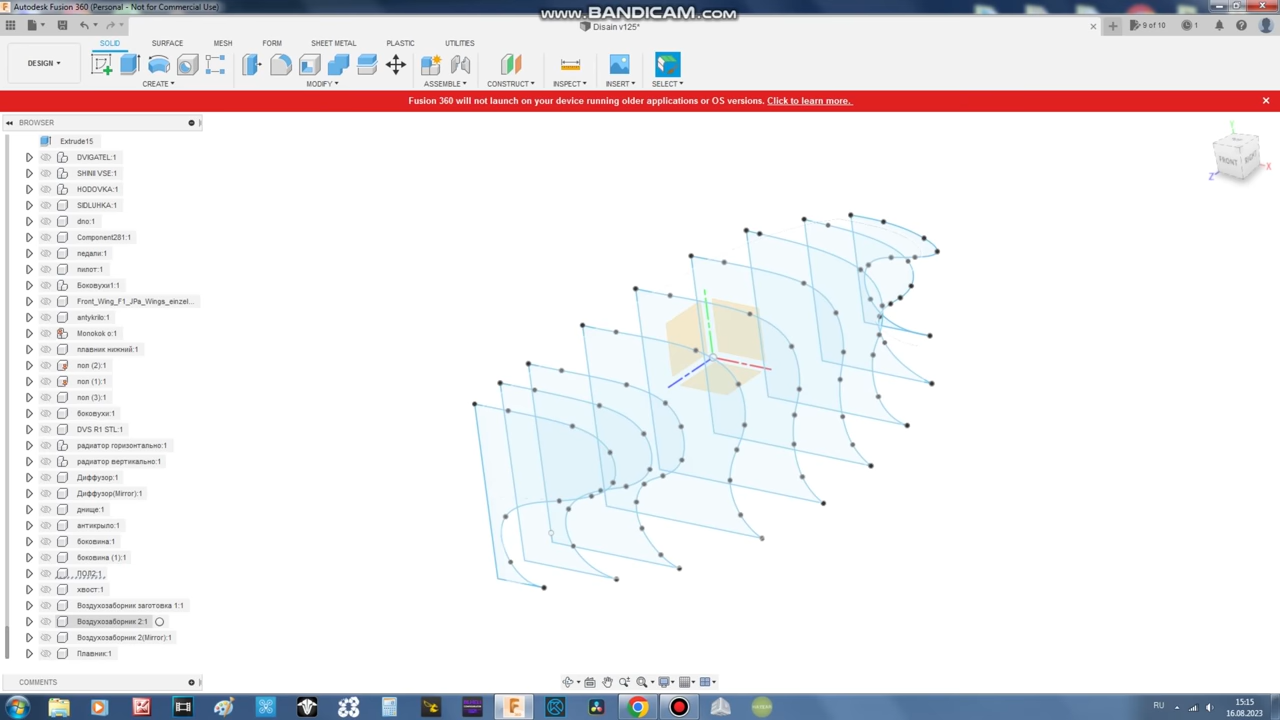 Autodesk Fusion 360 (Personal - Not for Commercial Use)
WWW.BANDICAM.COM
Disain v125*
9 of 10
1
SOLID SURFACE MESH FORM SHEET METAL PLASTIC UTILITIES
DESIGN
CREATE MODIFY ASSEMBLE CONSTRUCT INSPECT INSERT SELECT
Fusion 360 will not launch on your device running older applications or OS versions. Click to learn more.
BROWSER
Extrude15
DVIGATEL:1
SHINII VSE:1
HODOVKA:1
SIDLUHKA:1
dno:1
Component281:1
педали:1
пилот:1
Боковухи1:1
Front_Wing_F1_JPa_Wings_einzel...
antykrilo:1
Monokok o:1
плавник нижний:1
пол (2):1
пол (1):1
пол (3):1
боковухи:1
DVS R1 STL:1
радиатор горизонтально:1
радиатор вертикально:1
Диффузор:1
Диффузор(Mirror):1
днище:1
антикрыло:1
боковина:1
боковина (1):1
ПОЛ2:1
хвост:1
Воздухозаборник заготовка 1:1
Воздухозаборник 2:1
Воздухозаборник 2(Mirror):1
Плавник:1
Y
FRONT
RIGHT
Z
X
COMMENTS
RU
15:15
16.08.2023